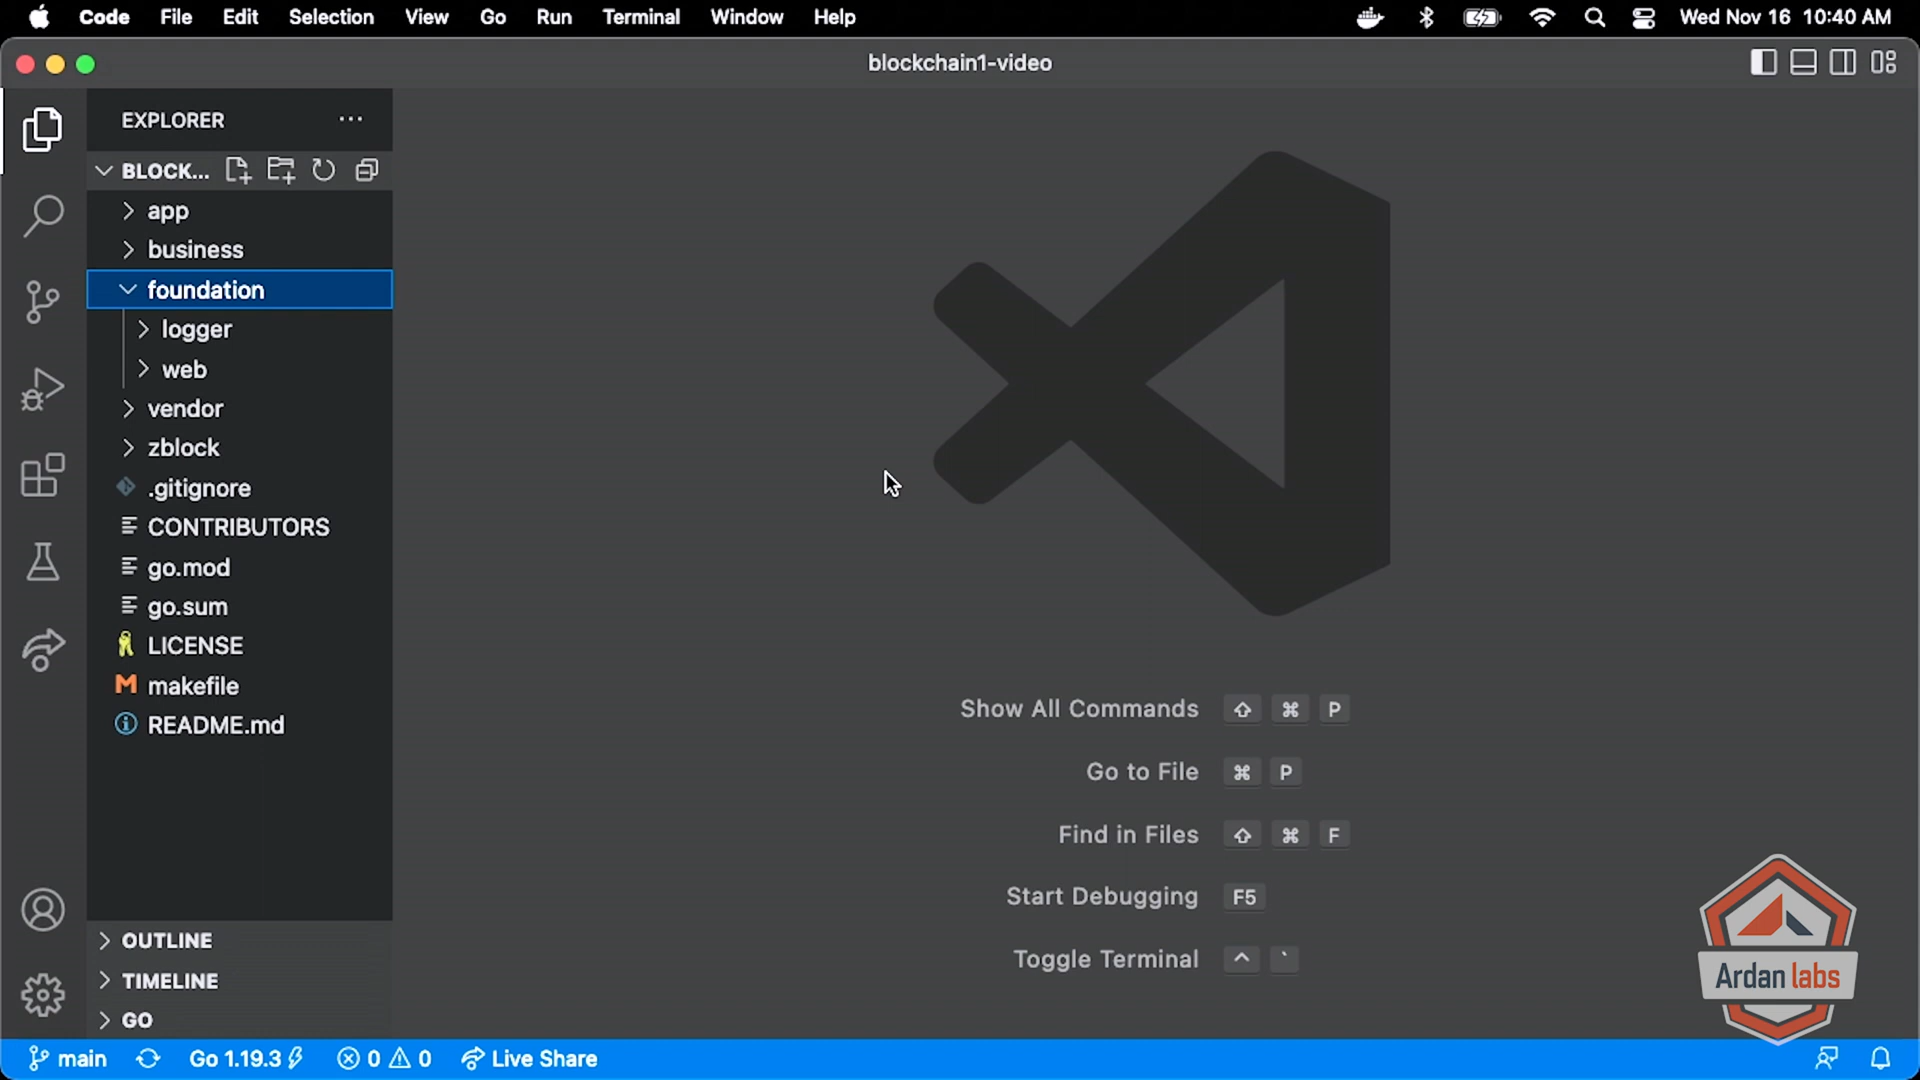 Code File Edit Selection View Go Run Terminal Window Help Wed Nov 16 10:40 AM
blockchain1-video
EXPLORER
BLOCK...
app
business
foundation
logger
web
vendor
zblock
.gitignore
CONTRIBUTORS
go.mod
go.sum
LICENSE
makefile
README.md
OUTLINE
TIMELINE
GO
Show All Commands ⇧ ⌘ P
Go to File ⌘ P
Find in Files ⇧ ⌘ F
Start Debugging F5
Toggle Terminal ^ `
Ardan labs
main Go 1.19.3 0 0 Live Share